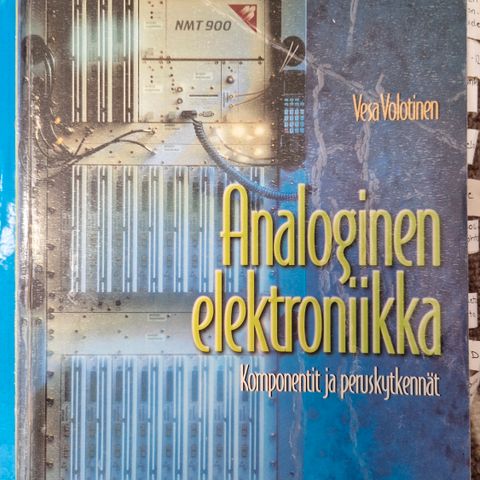 NMT 900
Vesa Volotinen
Analoginen
elektroniikka
Komponentit ja peruskytkennät